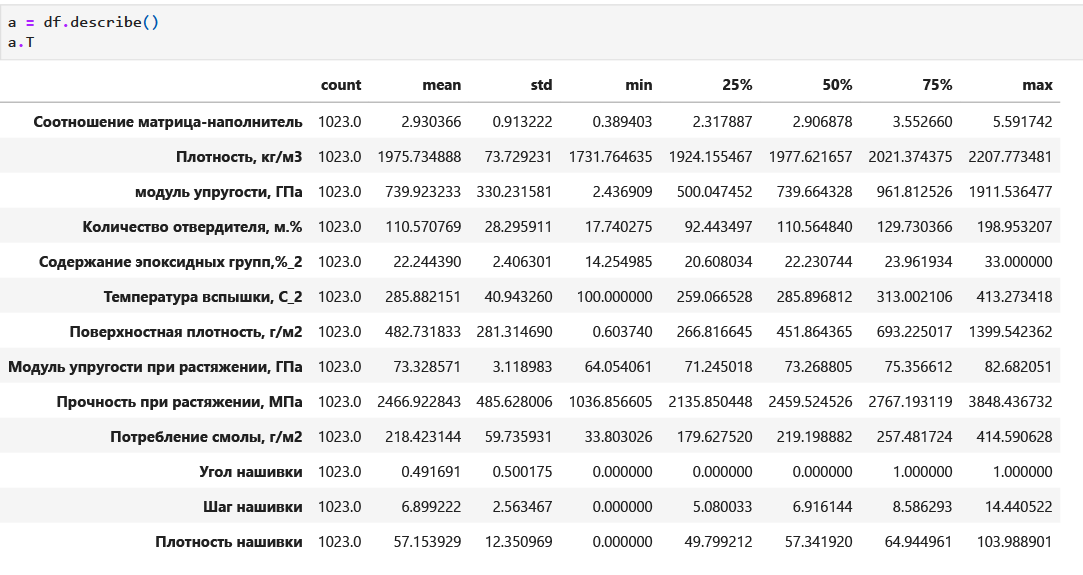 a = df.describe()
a.T
count mean std min 25% 50% 75% max
Соотношение матрица-наполнитель 1023.0 2.930366 0.913222 0.389403 2.317887 2.906878 3.552660 5.591742
Плотность, кг/м3 1023.0 1975.734888 73.729231 1731.764635 1924.155467 1977.621657 2021.374375 2207.773481
модуль упругости, ГПа 1023.0 739.923233 330.231581 2.436909 500.047452 739.664328 961.812526 1911.536477
Количество отвердителя, м.% 1023.0 110.570769 28.295911 17.740275 92.443497 110.564840 129.730366 198.953207
Содержание эпоксидных групп,%_2 1023.0 22.244390 2.406301 14.254985 20.608034 22.230744 23.961934 33.000000
Температура вспышки, С_2 1023.0 285.882151 40.943260 100.000000 259.066528 285.896812 313.002106 413.273418
Поверхностная плотность, г/м2 1023.0 482.731833 281.314690 0.603740 266.816645 451.864365 693.225017 1399.542362
Модуль упругости при растяжении, ГПа 1023.0 73.328571 3.118983 64.054061 71.245018 73.268805 75.356612 82.682051
Прочность при растяжении, МПа 1023.0 2466.922843 485.628006 1036.856605 2135.850448 2459.524526 2767.193119 3848.436732
Потребление смолы, г/м2 1023.0 218.423144 59.735931 33.803026 179.627520 219.198882 257.481724 414.590628
Угол нашивки 1023.0 0.491691 0.500175 0.000000 0.000000 0.000000 1.000000 1.000000
Шаг нашивки 1023.0 6.899222 2.563467 0.000000 5.080033 6.916144 8.586293 14.440522
Плотность нашивки 1023.0 57.153929 12.350969 0.000000 49.799212 57.341920 64.944961 103.988901